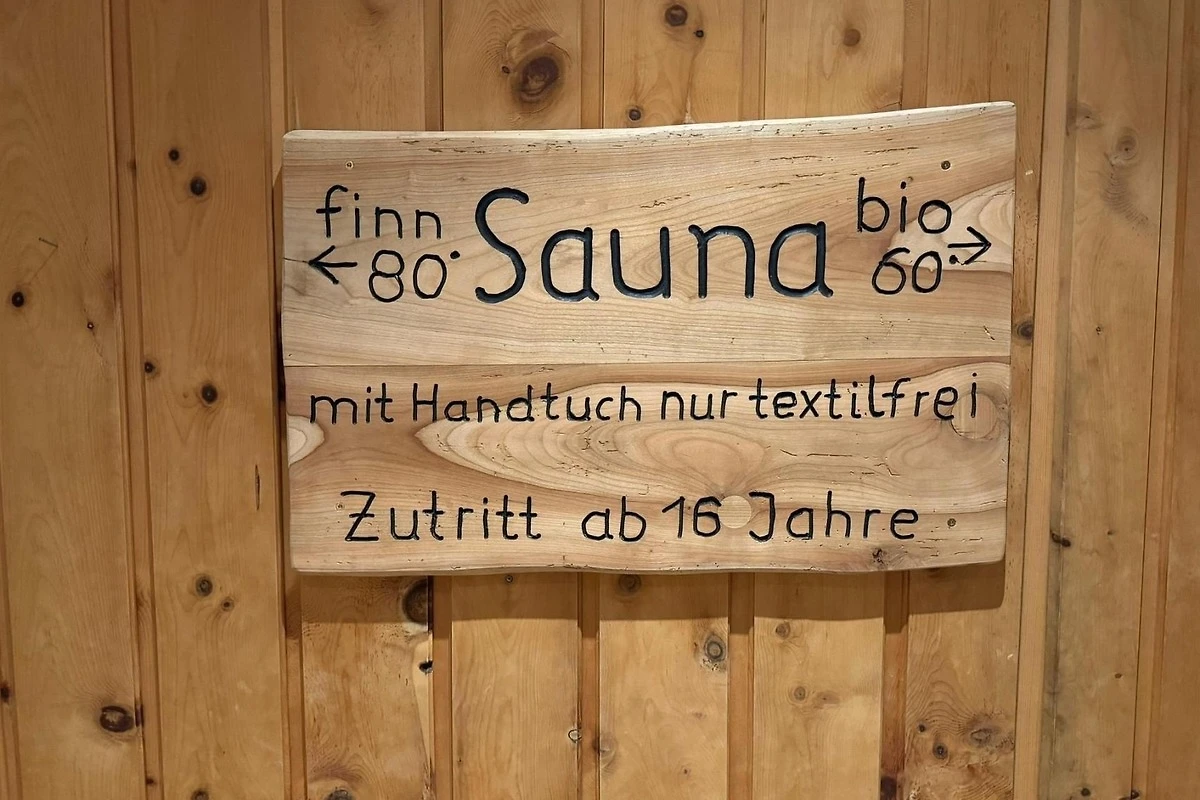 finn Sauna bio
← 80° 60° →
mit Handtuch nur textilfrei
Zutritt ab 16 Jahre